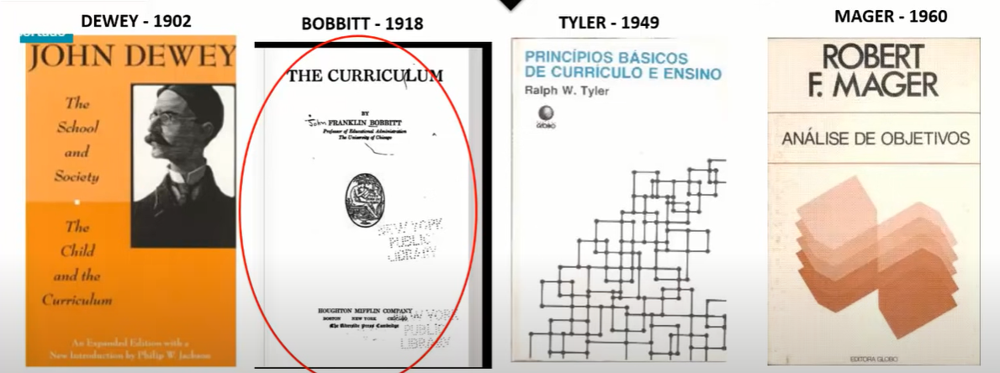 DEWEY - 1902
JOHN DEWEY
The
School
and
Society
The
Child
and the
Curriculum
An Expanded Edition with a
New Introduction by Philip W. Jackson
BOBBITT - 1918
THE CURRICULUM
BY
John FRANKLIN BOBBITT
Professor of Educational Administration
The University of Chicago
NEW YORK
PUBLIC
LIBRARY
HOUGHTON MIFFLIN COMPANY
BOSTON NEW YORK CHICAGO
The Riverside Press Cambridge
NEW YORK
PUBLIC
LIBRARY
TYLER - 1949
PRINCÍPIOS BÁSICOS
DE CURRÍCULO E ENSINO
Ralph W. Tyler
GLOBO
MAGER - 1960
ROBERT
F. MAGER
ANÁLISE DE OBJETIVOS
EDITORA GLOBO